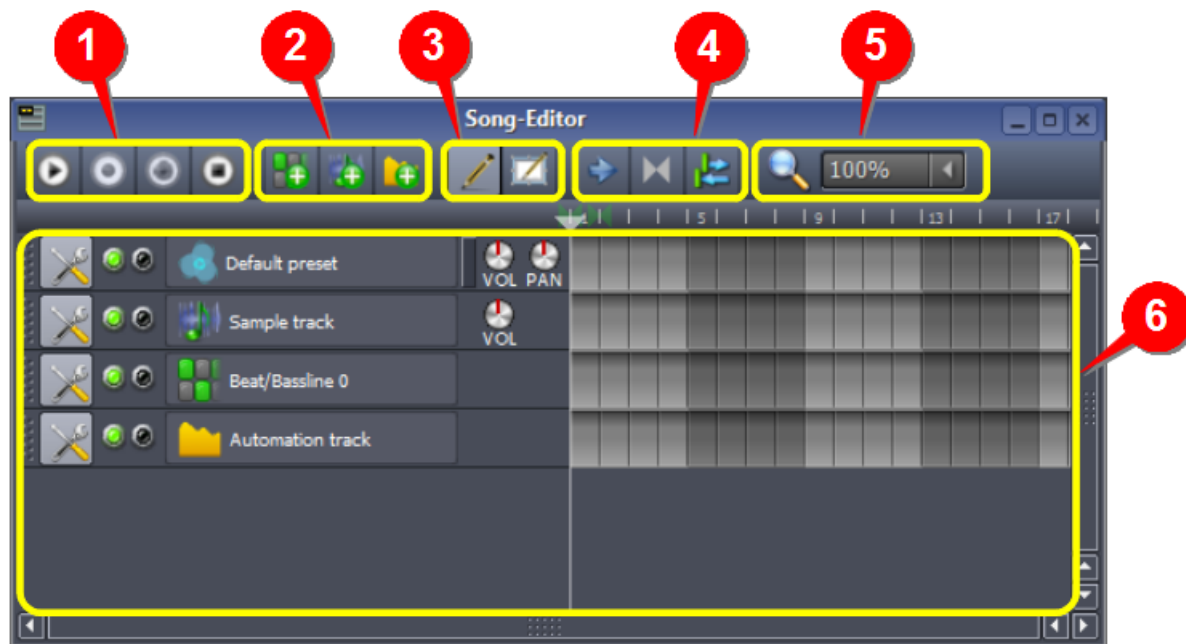 1 2 3 4 5
Song-Editor
100%
1 5 9 13 17
Default preset VOL PAN
Sample track VOL
6
Beat/Bassline 0
Automation track